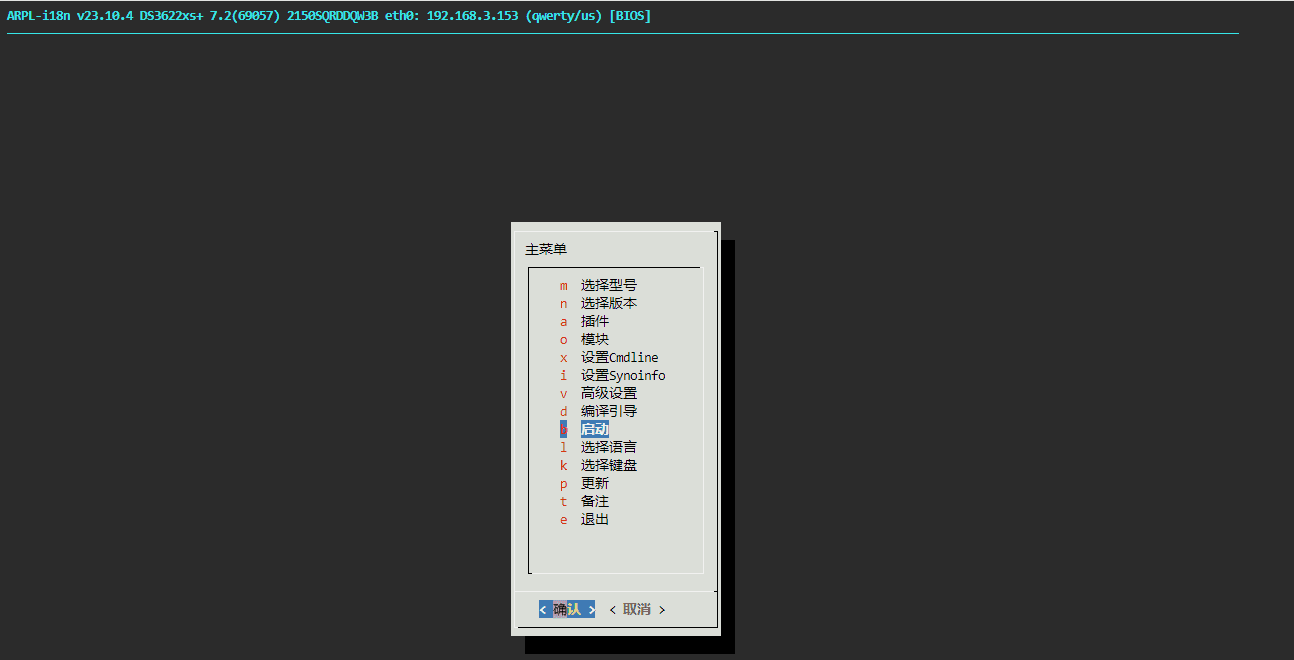 ARPL-i18n v23.10.4 DS3622xs+ 7.2(69057) 2150SQRDDQW3B eth0: 192.168.3.153 (qwerty/us) [BIOS]
主菜单
m 选择型号
n 选择版本
a 插件
o 模块
x 设置Cmdline
i 设置Synoinfo
v 高级设置
d 编译引导
启动
l 选择语言
k 选择键盘
p 更新
t 备注
e 退出
< 确认 > < 取消 >